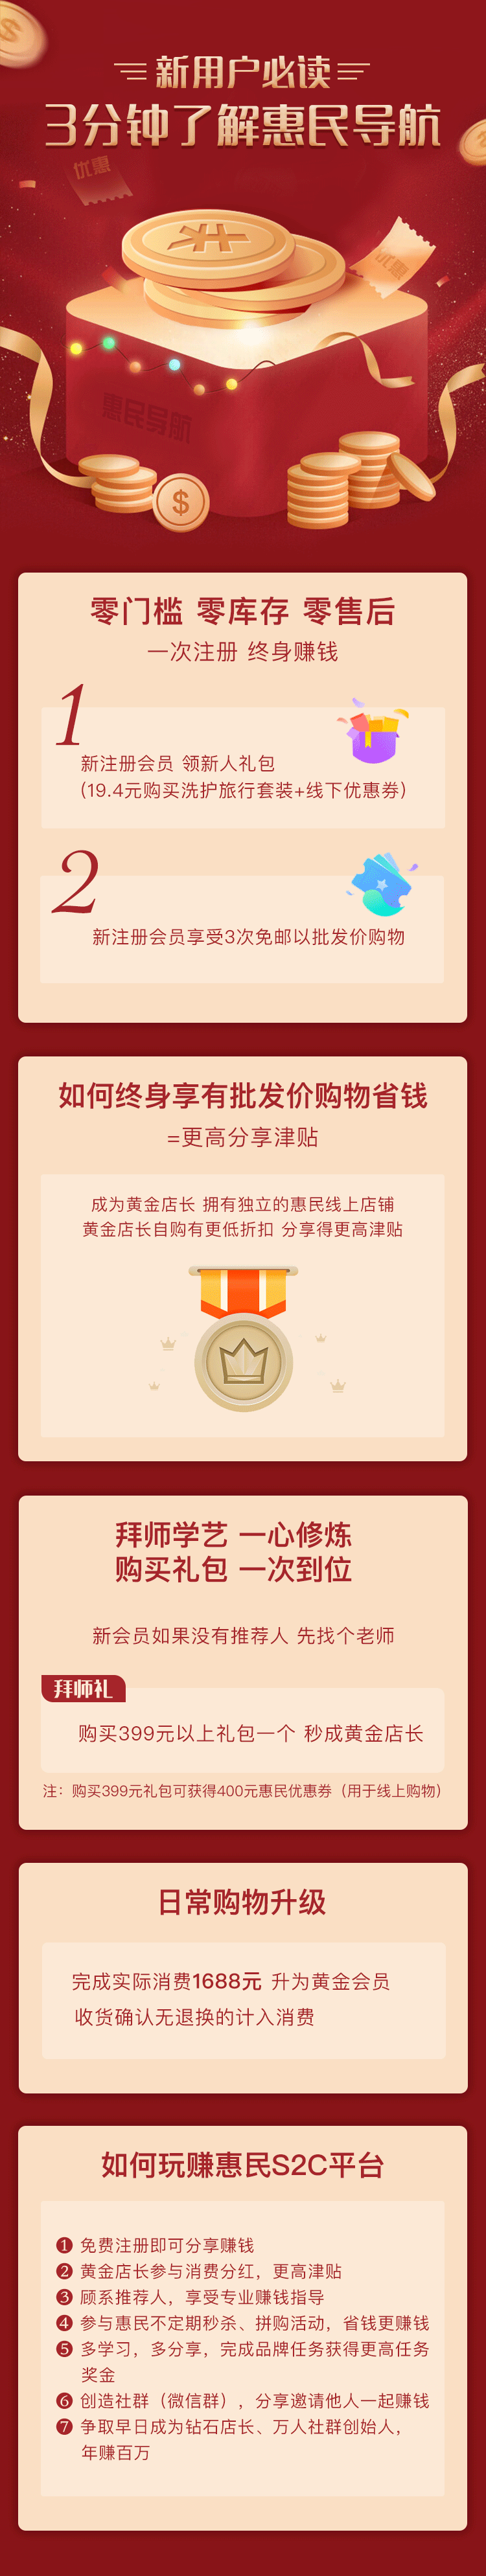 新用户必读
3分钟了解惠民导航
优惠
优惠
惠民导航
$
零门槛 零库存 零售后
一次注册 终身赚钱
1
新注册会员 领新人礼包
(19.4元购买洗护旅行套装+线下优惠券)
2
新注册会员享受3次免邮以批发价购物
如何终身享有批发价购物省钱
=更高分享津贴
成为黄金店长 拥有独立的惠民线上店铺
黄金店长自购有更低折扣 分享得更高津贴
拜师学艺 一心修炼
购买礼包 一次到位
新会员如果没有推荐人 先找个老师
拜师礼
购买399元以上礼包一个 秒成黄金店长
注：购买399元礼包可获得400元惠民优惠券（用于线上购物）
日常购物升级
完成实际消费1688元 升为黄金会员
收货确认无退换的计入消费
如何玩赚惠民S2C平台
❶ 免费注册即可分享赚钱
❷ 黄金店长参与消费分红，更高津贴
❸ 顾系推荐人，享受专业赚钱指导
❹ 参与惠民不定期秒杀、拼购活动，省钱更赚钱
❺ 多学习，多分享，完成品牌任务获得更高任务
奖金
❻ 创造社群（微信群），分享邀请他人一起赚钱
❼ 争取早日成为钻石店长、万人社群创始人，
年赚百万